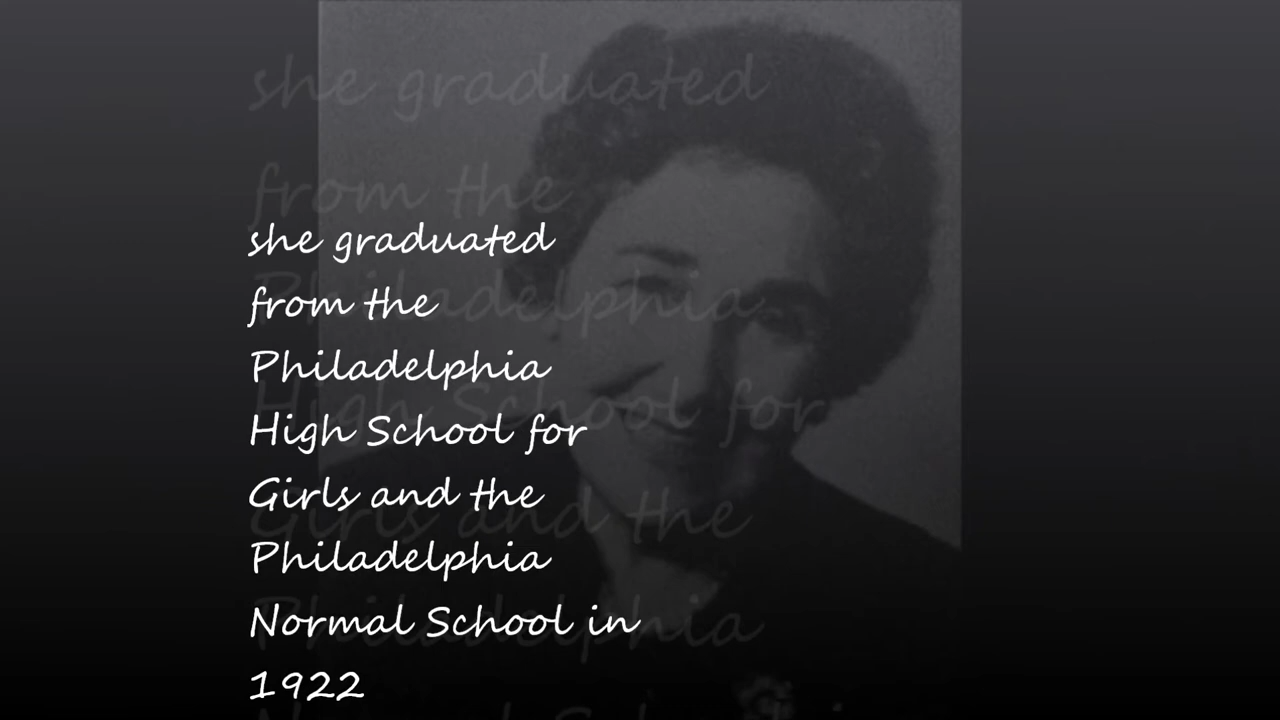 she graduated
from the
Philadelphia
High School for
Girls and the
Philadelphia
Normal School in
1922